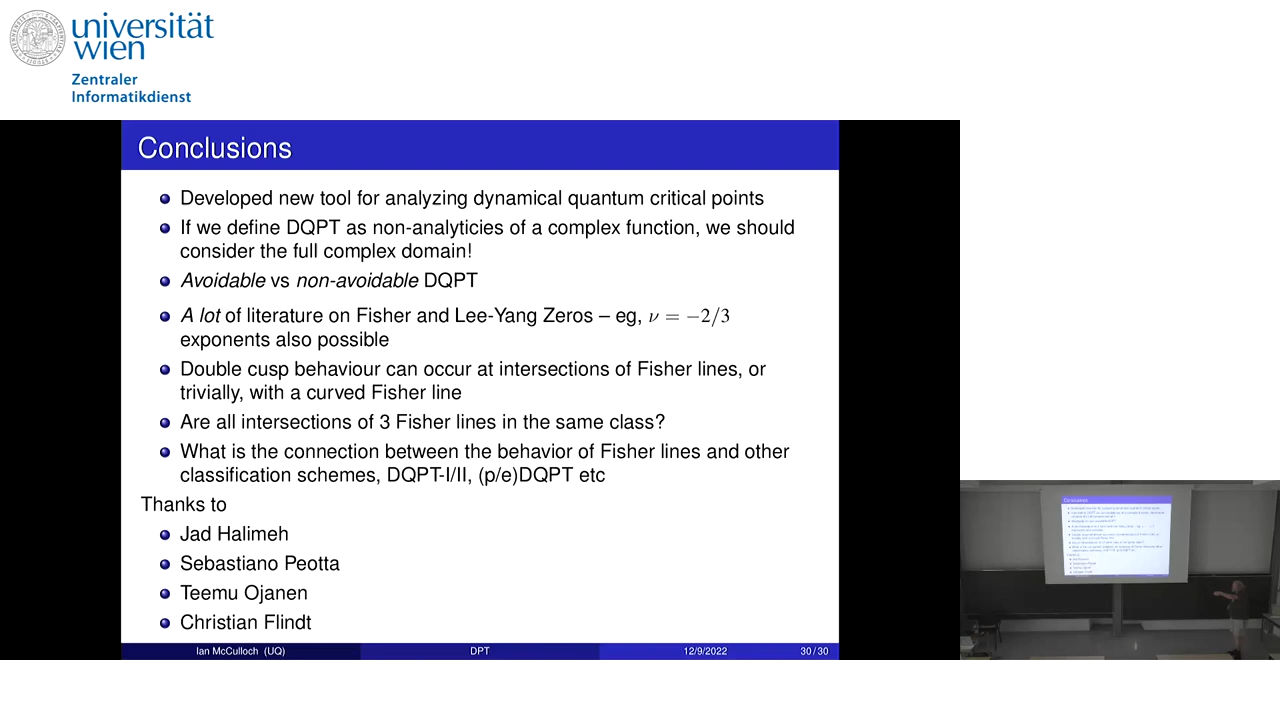 universität
wien
Zentraler
Informatikdienst
Conclusions
Developed new tool for analyzing dynamical quantum critical points
If we define DQPT as non-analyticies of a complex function, we should
consider the full complex domain!
Avoidable vs non-avoidable DQPT
A lot of literature on Fisher and Lee-Yang Zeros – eg, ν = −2/3
exponents also possible
Double cusp behaviour can occur at intersections of Fisher lines, or
trivially, with a curved Fisher line
Are all intersections of 3 Fisher lines in the same class?
What is the connection between the behavior of Fisher lines and other
classification schemes, DQPT-I/II, (p/e)DQPT etc
Thanks to
Jad Halimeh
Sebastiano Peotta
Teemu Ojanen
Christian Flindt
Ian McCulloch (UQ) DPT 12/9/2022 30 / 30
Conclusions